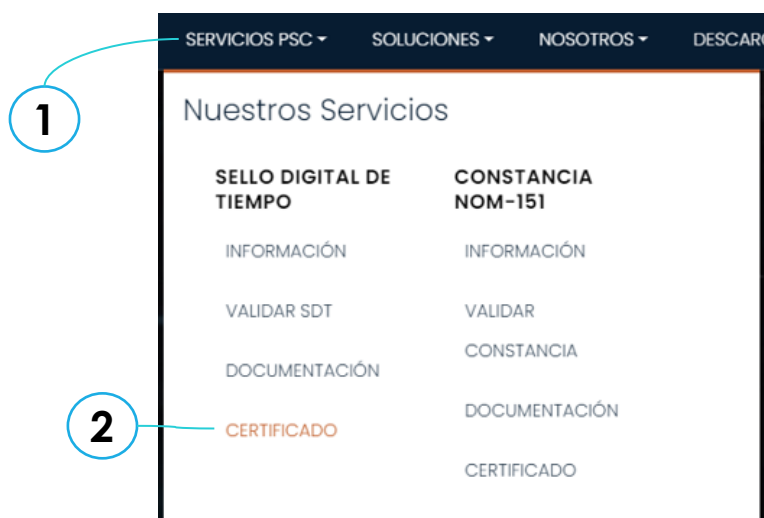 SERVICIOS PSC SOLUCIONES NOSOTROS DESCAR
1
Nuestros Servicios
SELLO DIGITAL DE
TIEMPO
INFORMACIÓN
VALIDAR SDT
DOCUMENTACIÓN
2
CERTIFICADO
CONSTANCIA
NOM-151
INFORMACIÓN
VALIDAR
CONSTANCIA
DOCUMENTACIÓN
CERTIFICADO